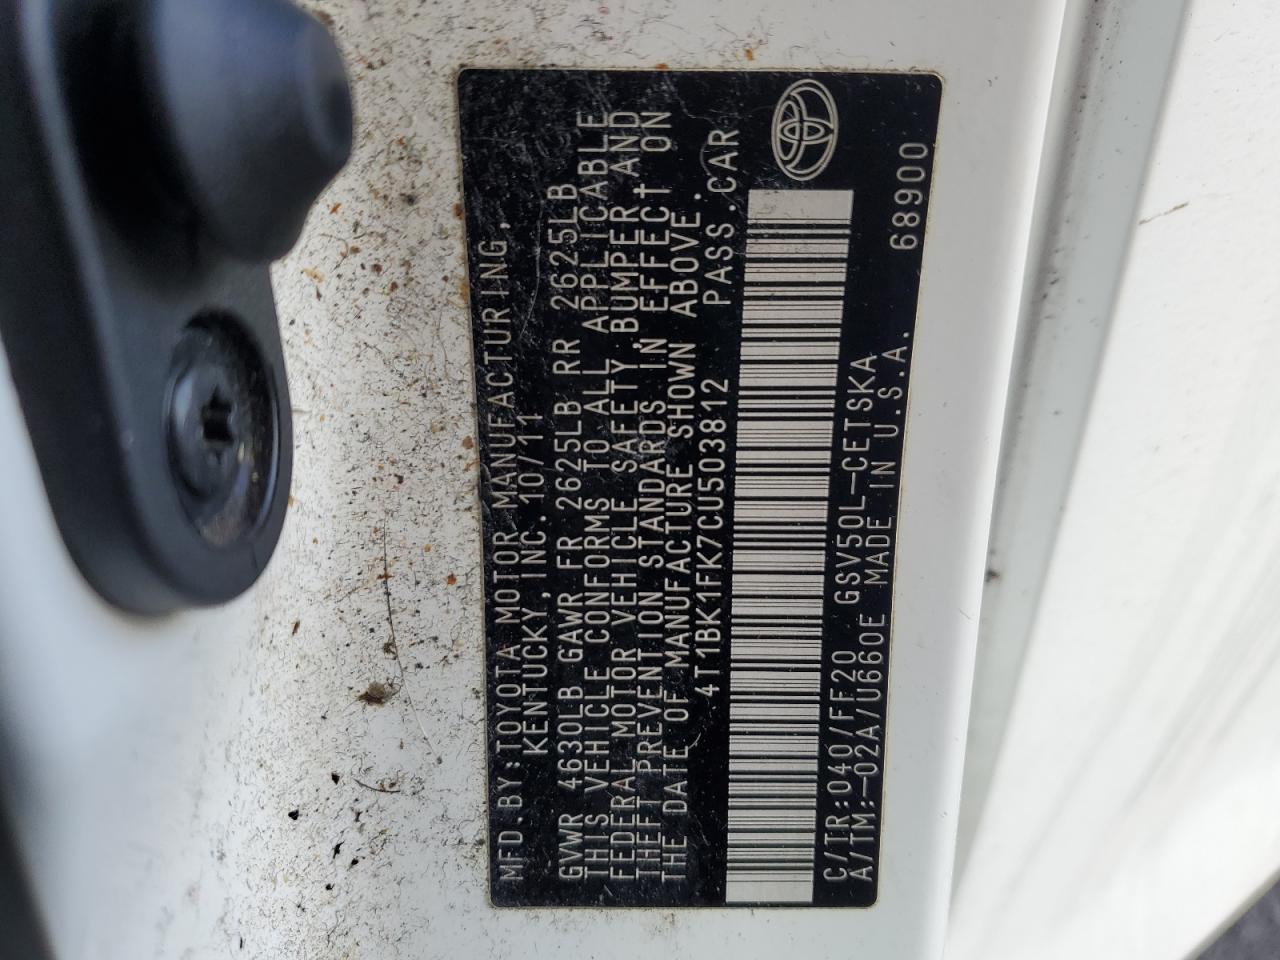 MFD.BY:TOYOTA MOTOR MANUFACTURING,
KENTUCKY,INC. 10/11
GVWR 4630LB GAWR FR 2625LB RR 2625LB
THIS VEHICLE CONFORMS TO ALL APPLICABLE
FEDERAL MOTOR VEHICLE SAFETY,BUMPER,AND
THEFT PREVENTION STANDARDS IN EFFECT ON
THE DATE OF MANUFACTURE SHOWN ABOVE.
4T1BK1FK7CU503812 PASS.CAR
C/TR:040/FF20 GSV50L-CETSKA
A/TM:-02A/U660E MADE IN U.S.A. 68900